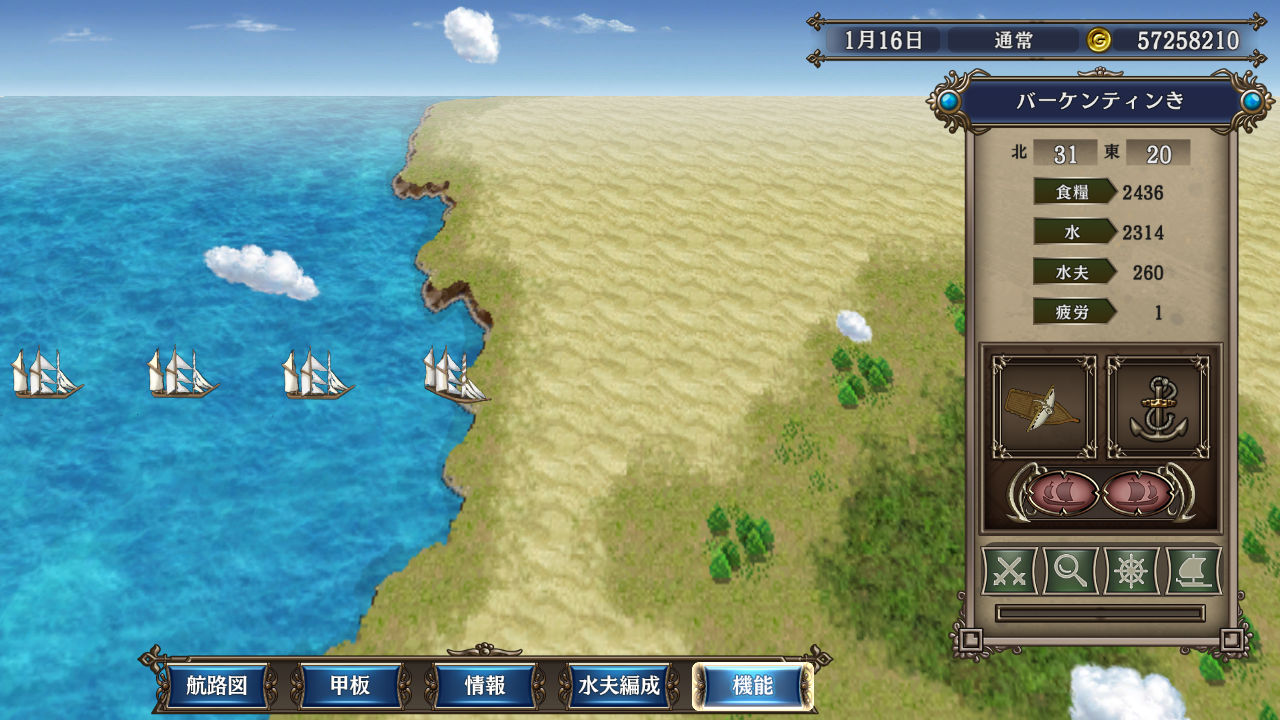 1月16日 通常 G 57258210
バーケンティンき
北 31 東 20
食糧 2436
水 2314
水夫 260
疲労 1
航路図 甲板 情報 水夫編成 機能